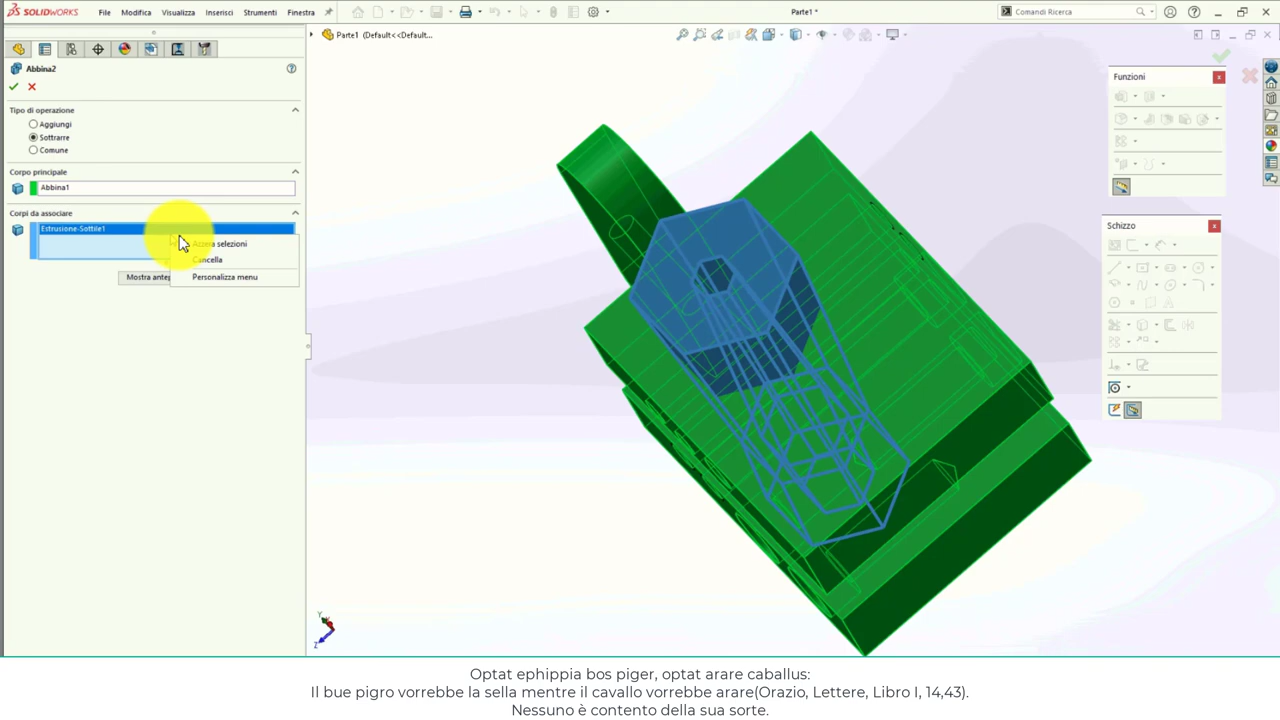 SOLIDWORKS
File
Modifica
Visualizza
Inserisci
Strumenti
Finestra
Part1 *
Comandi Ricerca
Part1 (Default<<Default...
Abbina2
Tipo di operazione
Aggiungi
Sottrarre
Comune
Corpo principale
Abbina1
Corpi da associare
Estrusione-Sottile1
Azzera selezioni
Cancella
Mostra antep
Personalizza menu
Funzioni
Schizzo
Y
X
Z
Optat ephippia bos piger, optat arare caballus:
Il bue pigro vorrebbe la sella mentre il cavallo vorrebbe arare(Orazio, Lettere, Libro I, 14,43).
Nessuno è contento della sua sorte.